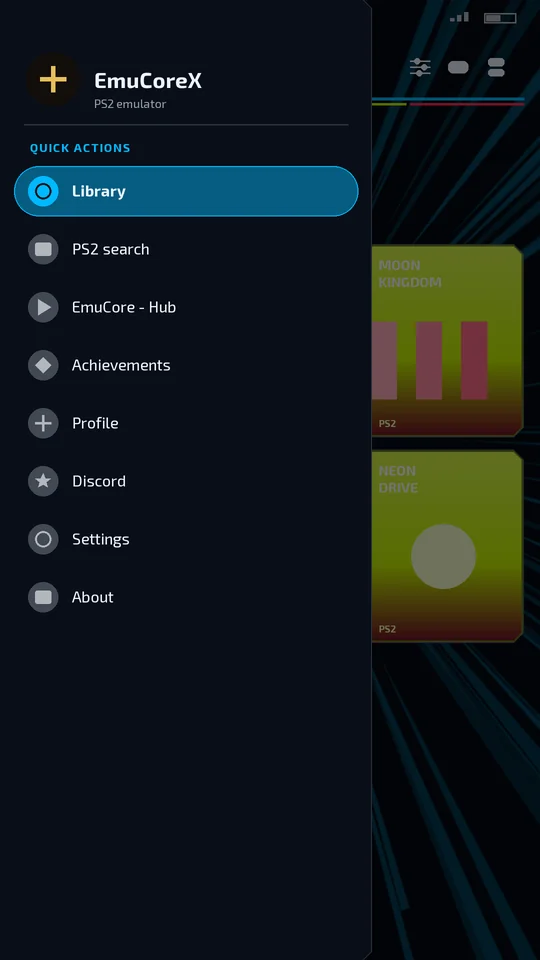 EmuCoreX
PS2 emulator
QUICK ACTIONS
Library
PS2 search
EmuCore - Hub
Achievements
Profile
Discord
Settings
About
MOON
KINGDOM
PS2
NEON
DRIVE
PS2